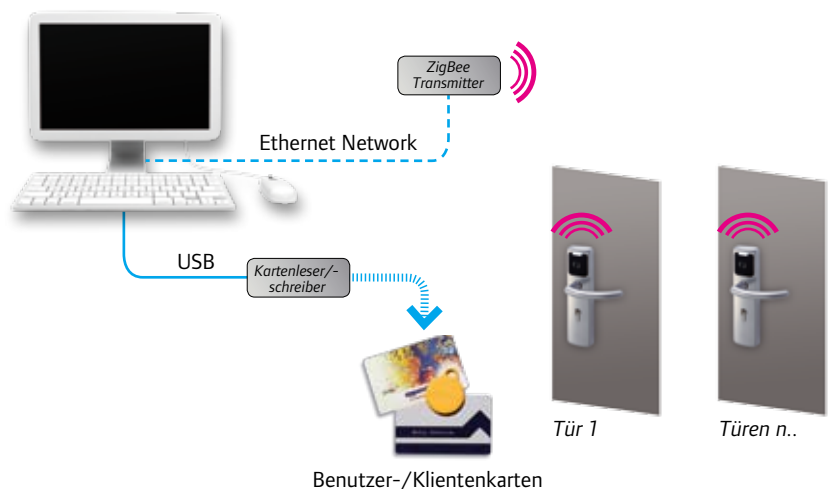 ZigBee
Transmitter
Ethernet Network
USB
Kartenleser/-
schreiber
Tür 1
Türen n..
Benutzer-/Klientenkarten